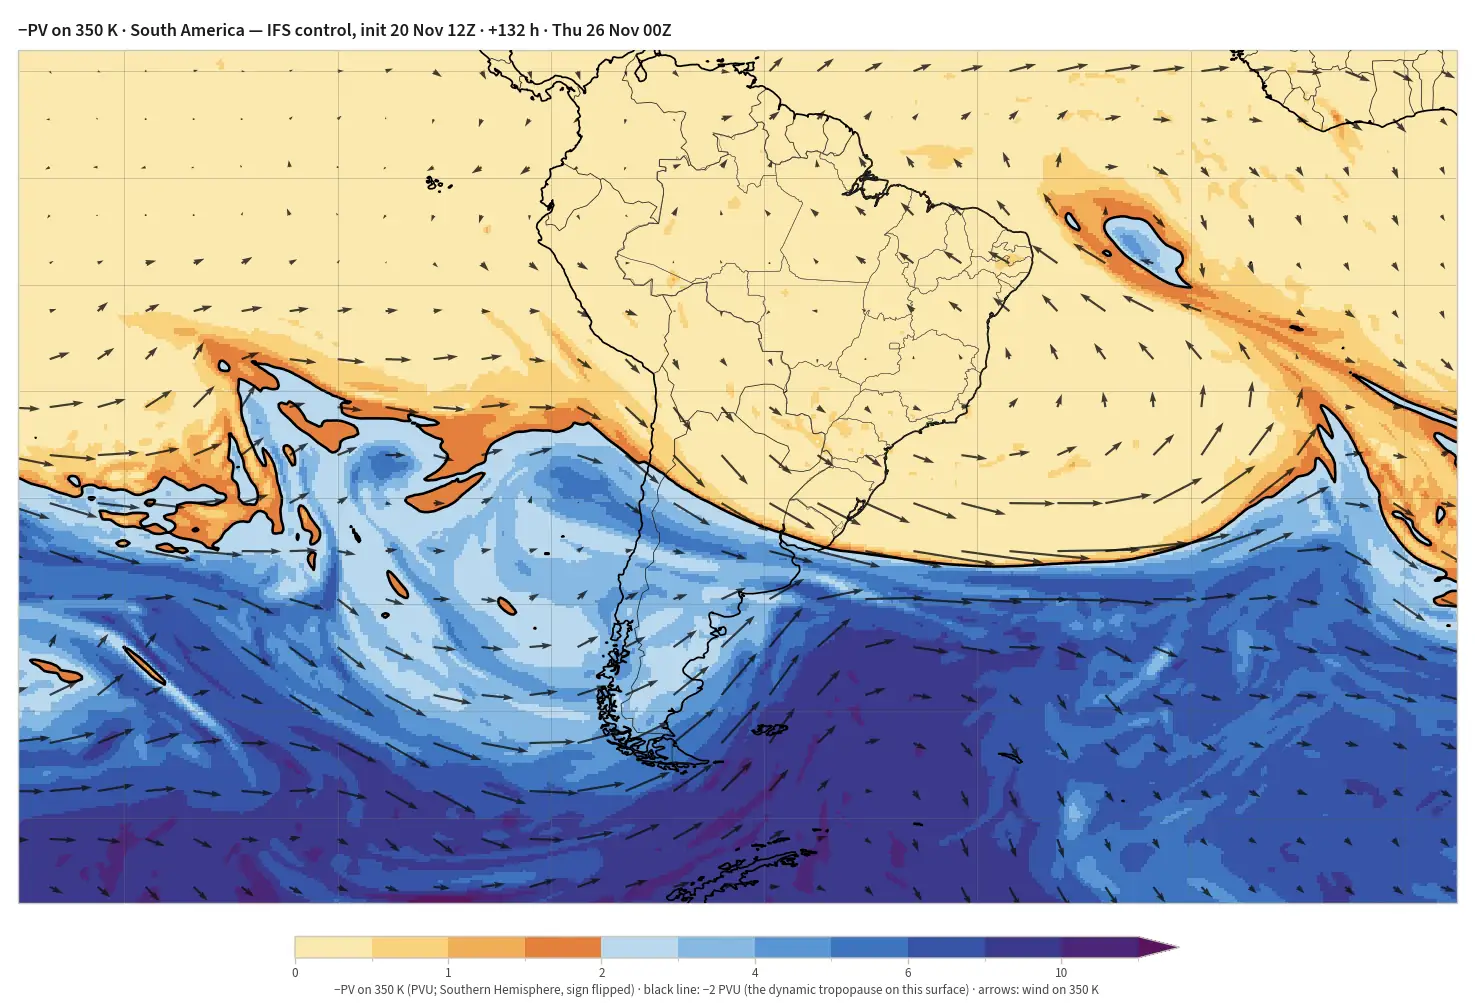 −PV on 350 K · South America — IFS control, init 20 Nov 12Z · +132 h · Thu 26 Nov 00Z
0 1 2 4 6 10
−PV on 350 K (PVU; Southern Hemisphere, sign flipped) · black line: −2 PVU (the dynamic tropopause on this surface) · arrows: wind on 350 K